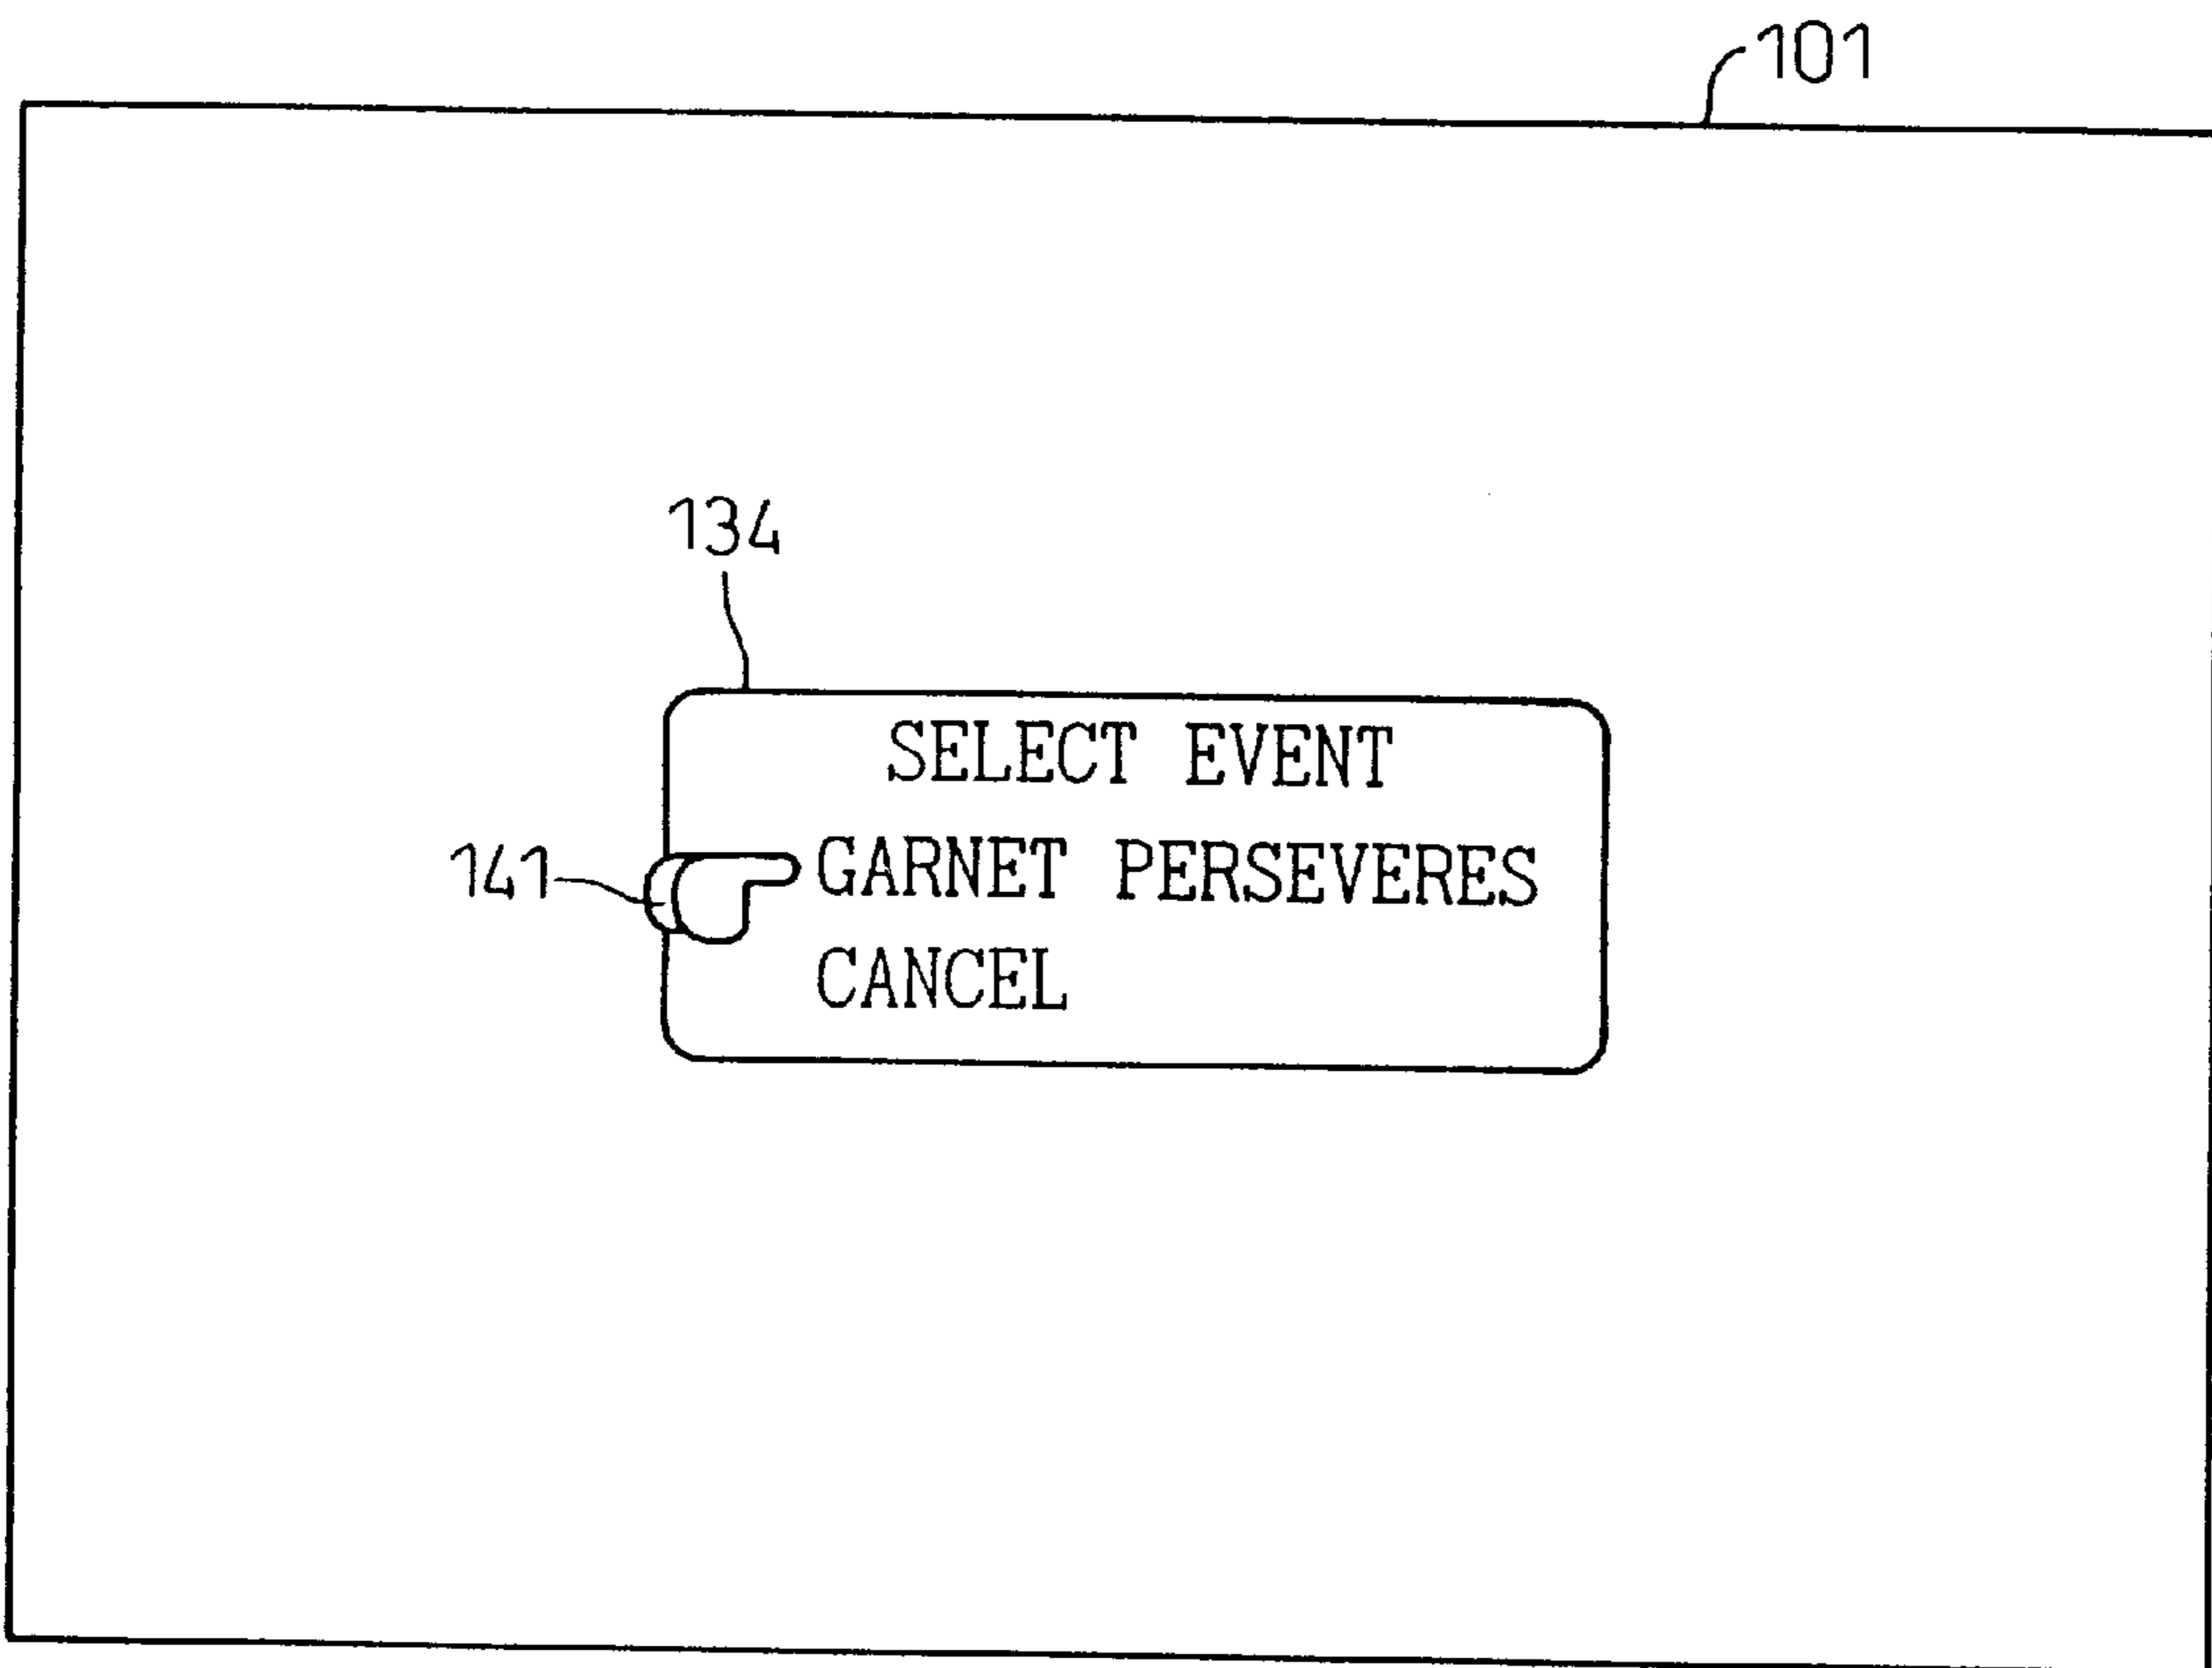 101
134
SELECT EVENT
141 GARNET PERSEVERES
CANCEL